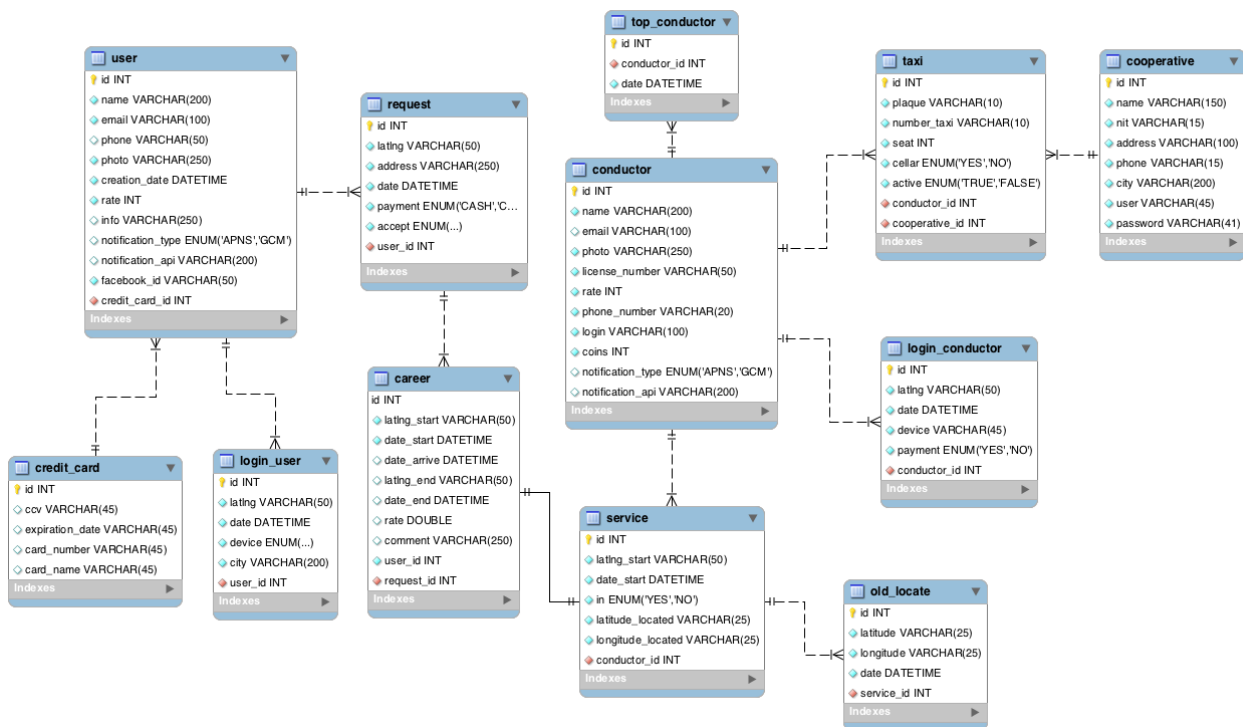 user
id INT
name VARCHAR(200)
email VARCHAR(100)
phone VARCHAR(50)
photo VARCHAR(250)
creation_date DATETIME
rate INT
info VARCHAR(250)
notification_type ENUM('APNS','GCM')
notification_api VARCHAR(200)
facebook_id VARCHAR(50)
credit_card_id INT
Indexes
request
id INT
latlng VARCHAR(50)
address VARCHAR(250)
date DATETIME
payment ENUM('CASH','C...
accept ENUM(...)
user_id INT
Indexes
top_conductor
id INT
conductor_id INT
date DATETIME
Indexes
taxi
id INT
plaque VARCHAR(10)
number_taxi VARCHAR(10)
seat INT
cellar ENUM('YES','NO')
active ENUM('TRUE','FALSE')
conductor_id INT
cooperative_id INT
Indexes
cooperative
id INT
name VARCHAR(150)
nit VARCHAR(15)
address VARCHAR(100)
phone VARCHAR(15)
city VARCHAR(200)
user VARCHAR(45)
password VARCHAR(41)
Indexes
conductor
id INT
name VARCHAR(200)
email VARCHAR(100)
photo VARCHAR(250)
license_number VARCHAR(50)
rate INT
phone_number VARCHAR(20)
login VARCHAR(100)
coins INT
notification_type ENUM('APNS','GCM')
notification_api VARCHAR(200)
Indexes
login_conductor
id INT
latlng VARCHAR(50)
date DATETIME
device VARCHAR(45)
payment ENUM('YES','NO')
conductor_id INT
Indexes
career
id INT
latlng_start VARCHAR(50)
date_start DATETIME
date_arrive DATETIME
latlng_end VARCHAR(50)
date_end DATETIME
rate DOUBLE
comment VARCHAR(250)
user_id INT
request_id INT
Indexes
credit_card
id INT
ccv VARCHAR(45)
expiration_date VARCHAR(45)
card_number VARCHAR(45)
card_name VARCHAR(45)
Indexes
login_user
id INT
latlng VARCHAR(50)
date DATETIME
device ENUM(...)
city VARCHAR(200)
user_id INT
Indexes
service
id INT
latlng_start VARCHAR(50)
date_start DATETIME
in ENUM('YES','NO')
latitude_located VARCHAR(25)
longitude_located VARCHAR(25)
conductor_id INT
Indexes
old_locate
id INT
latitude VARCHAR(25)
longitude VARCHAR(25)
date DATETIME
service_id INT
Indexes